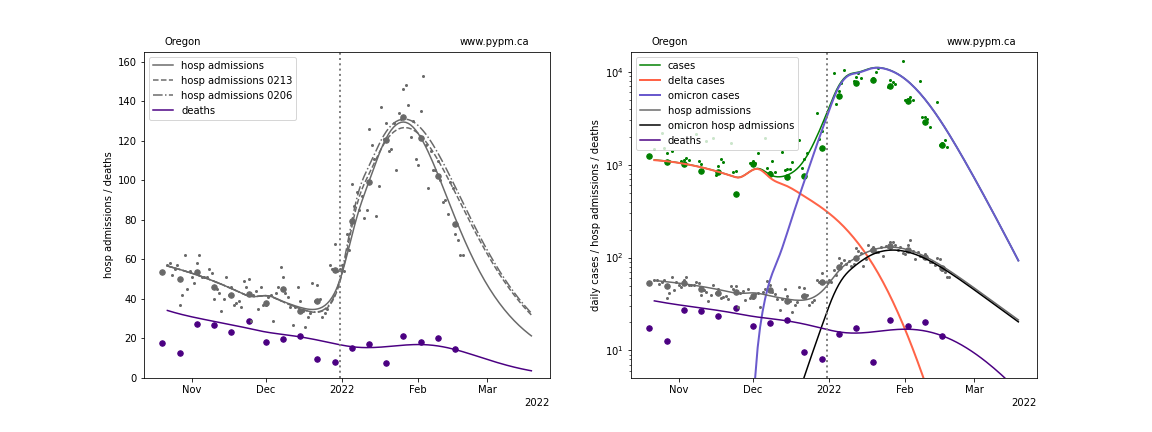 Oregon
www.pypm.ca
hosp admissions
hosp admissions 0213
hosp admissions 0206
deaths
hosp admissions / deaths
160
140
120
100
80
60
40
20
0
Nov
Dec
2022
Feb
Mar
2022
Oregon
www.pypm.ca
cases
delta cases
omicron cases
hosp admissions
omicron hosp admissions
deaths
daily cases / hosp admissions / deaths
10⁴
10³
10²
10¹
Nov
Dec
2022
Feb
Mar
2022